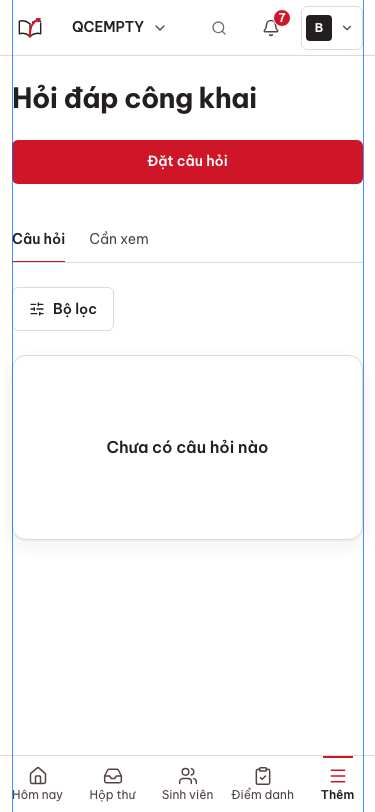 QCEMPTY
7
B
Hỏi đáp công khai
Đặt câu hỏi
Câu hỏi
Cần xem
Bộ lọc
Chưa có câu hỏi nào
Hôm nay
Hộp thư
Sinh viên
Điểm danh
Thêm